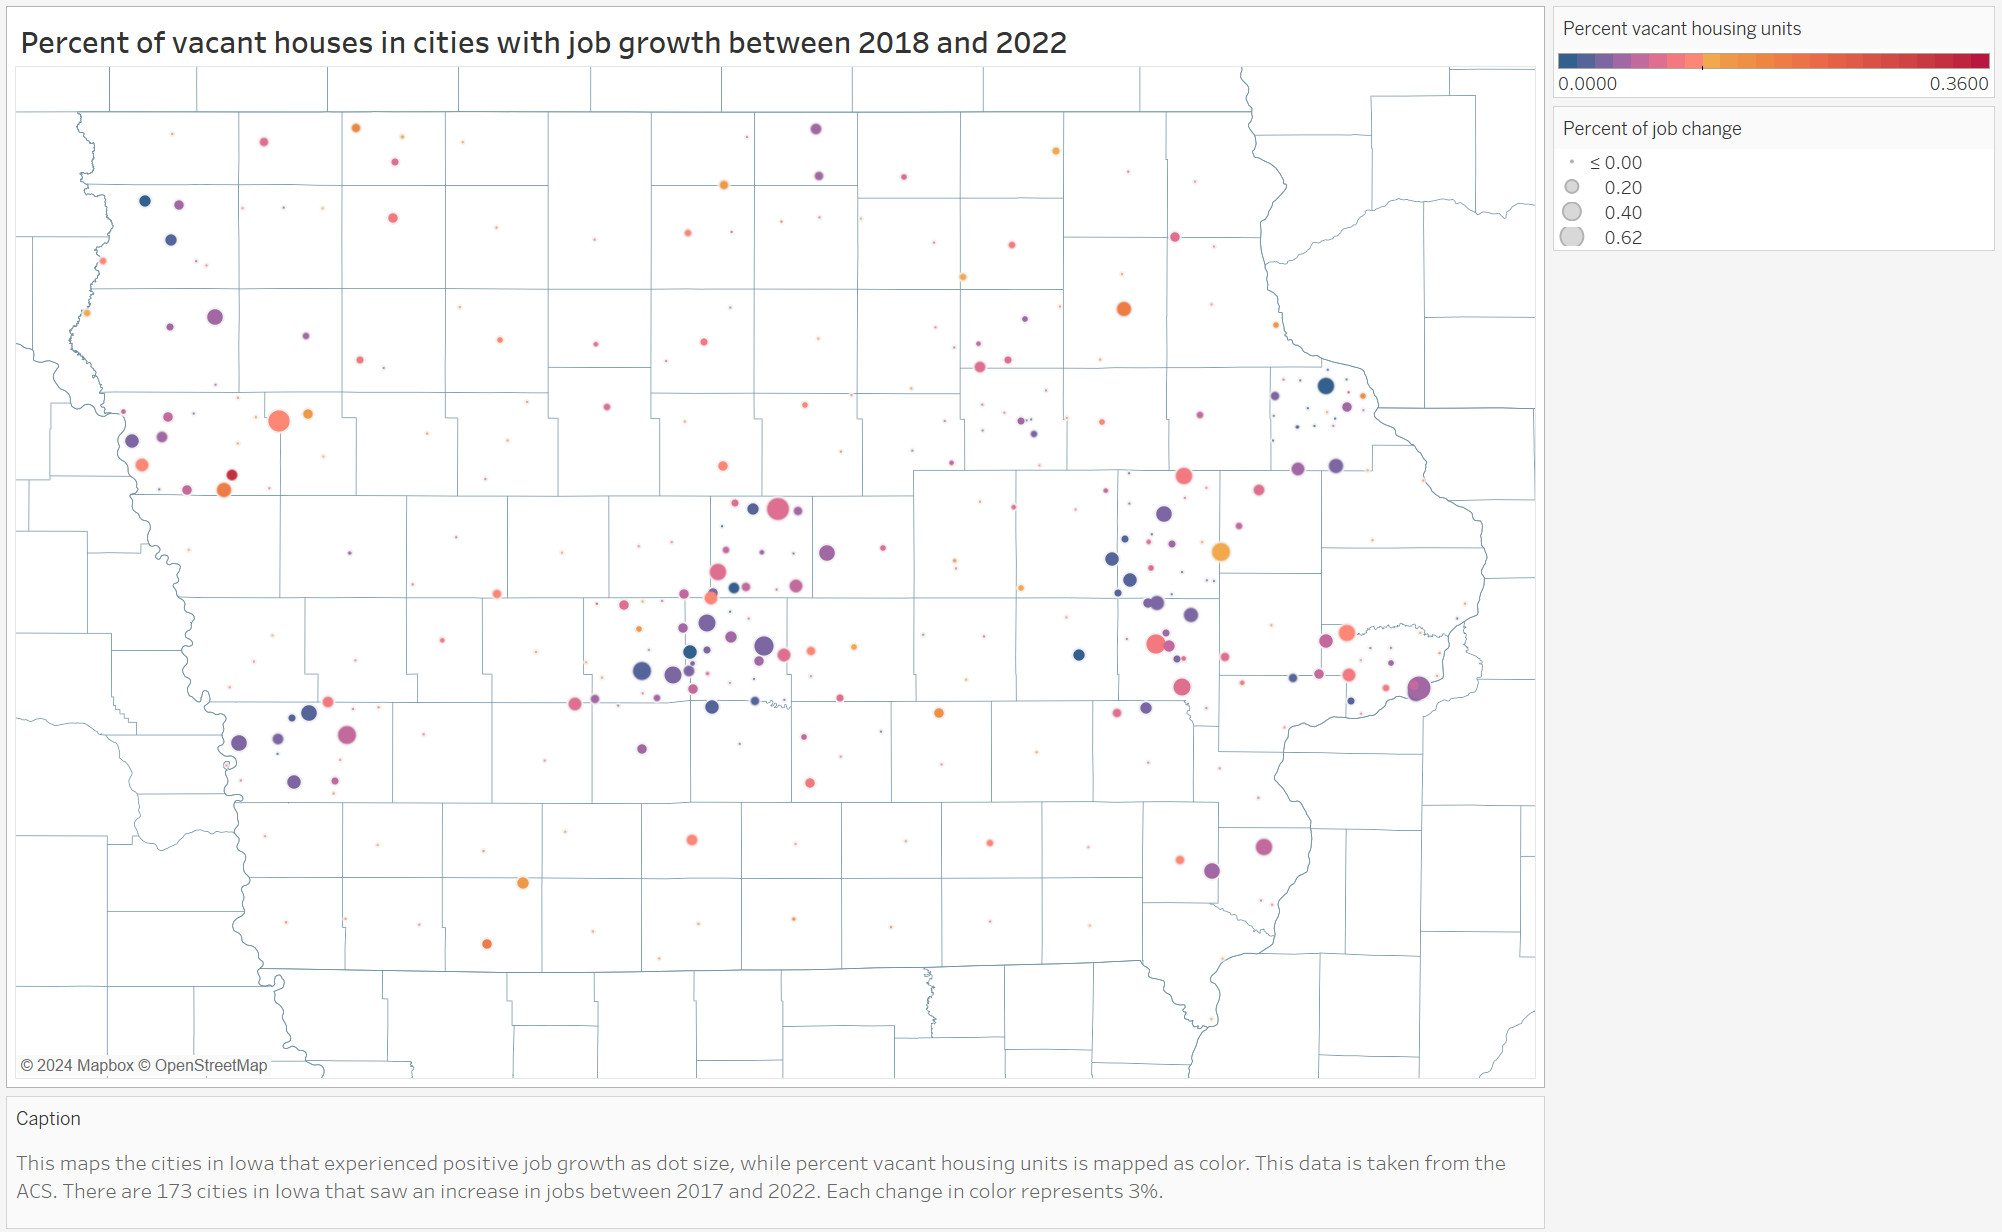 Percent of vacant houses in cities with job growth between 2018 and 2022
Percent vacant housing units
0.0000 0.3600
Percent of job change
≤ 0.00
0.20
0.40
0.62
© 2024 Mapbox © OpenStreetMap
Caption
This maps the cities in Iowa that experienced positive job growth as dot size, while percent vacant housing units is mapped as color. This data is taken from the
ACS. There are 173 cities in Iowa that saw an increase in jobs between 2017 and 2022. Each change in color represents 3%.